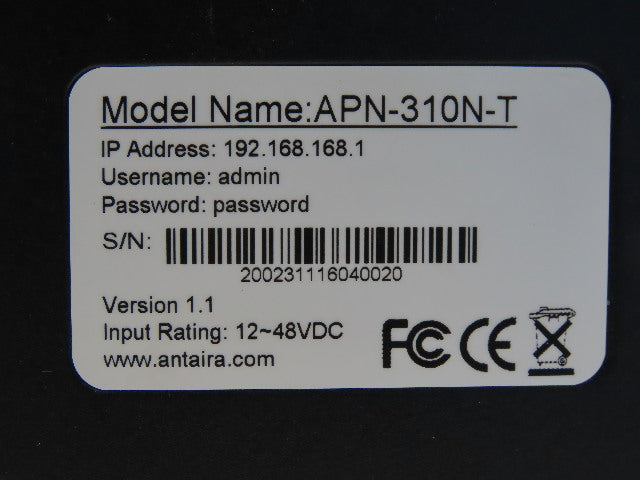 Model Name:APN-310N-T
IP Address: 192.168.168.1
Username: admin
Password: password
S/N:
200231116040020
Version 1.1
Input Rating: 12~48VDC
www.antaira.com
FC CE